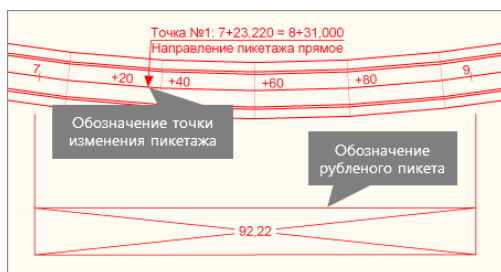 Точка №1: 7+23,220 = 8+31,000
Направление пикетажа прямое
7 +20 +40 +60 +80 9
Обозначение точки
изменения пикетажа
Обозначение
рубленого пикета
92,22